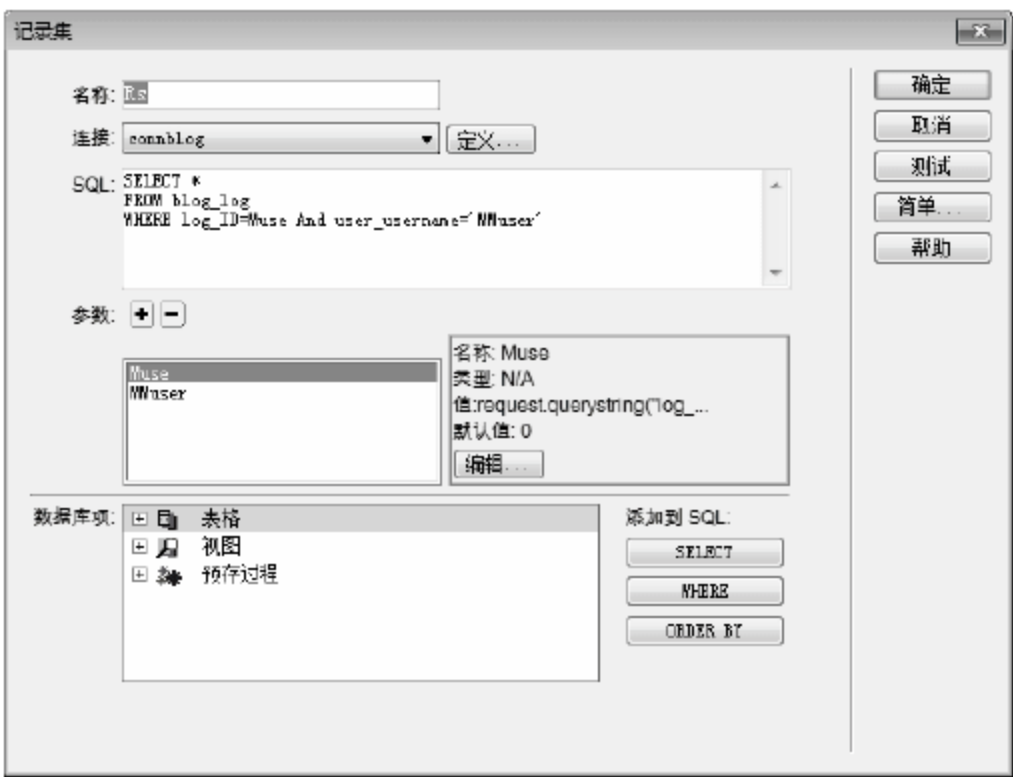 记录集
名称: Rs
确定
连接: connblog 定义...
取消
SQL: SELECT *
FROM blog_log
WHERE log_ID=Muse And user_username='MMuser'
测试
简单...
帮助
参数:
Muse
MMuser
名称: Muse
类型: N/A
值:request.querystring("log_...
默认值: 0
编辑...
数据库项:
表格
视图
预存过程
添加到 SQL:
SELECT
WHERE
ORDER BY